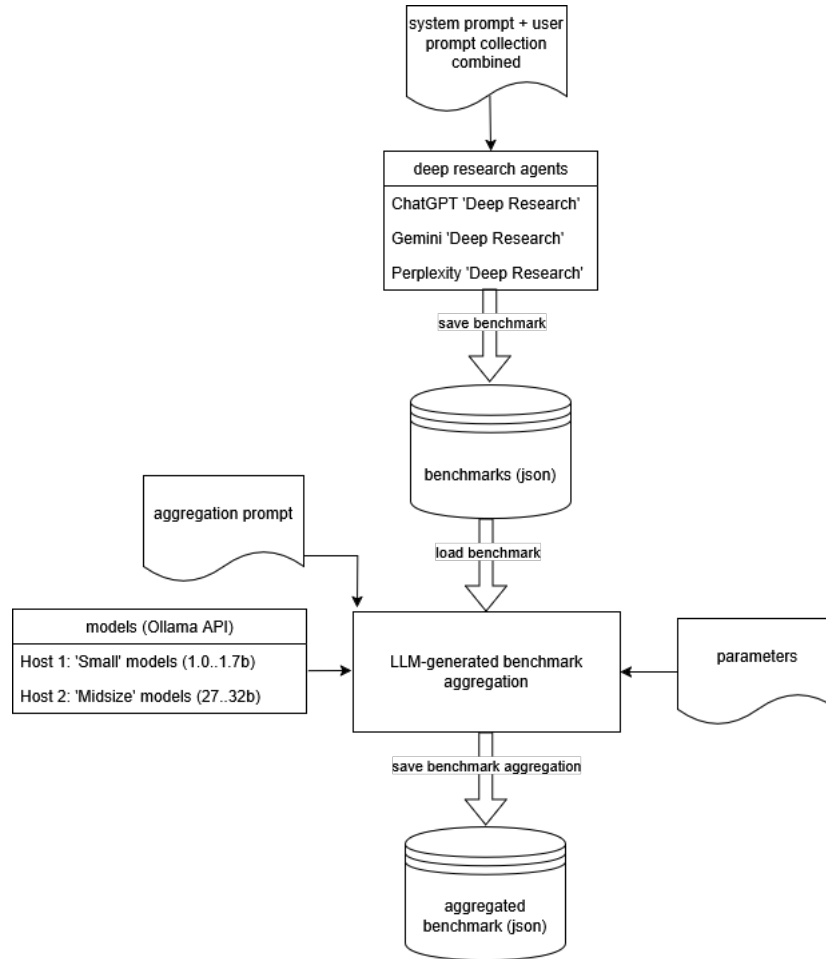 system prompt + user
prompt collection
combined
deep research agents
ChatGPT 'Deep Research'
Gemini 'Deep Research'
Perplexity 'Deep Research'
save benchmark
benchmarks (json)
aggregation prompt
load benchmark
models (Ollama API)
Host 1: 'Small' models (1.0..1.7b)
Host 2: 'Midsize' models (27..32b)
LLM-generated benchmark
aggregation
parameters
save benchmark aggregation
aggregated
benchmark (json)